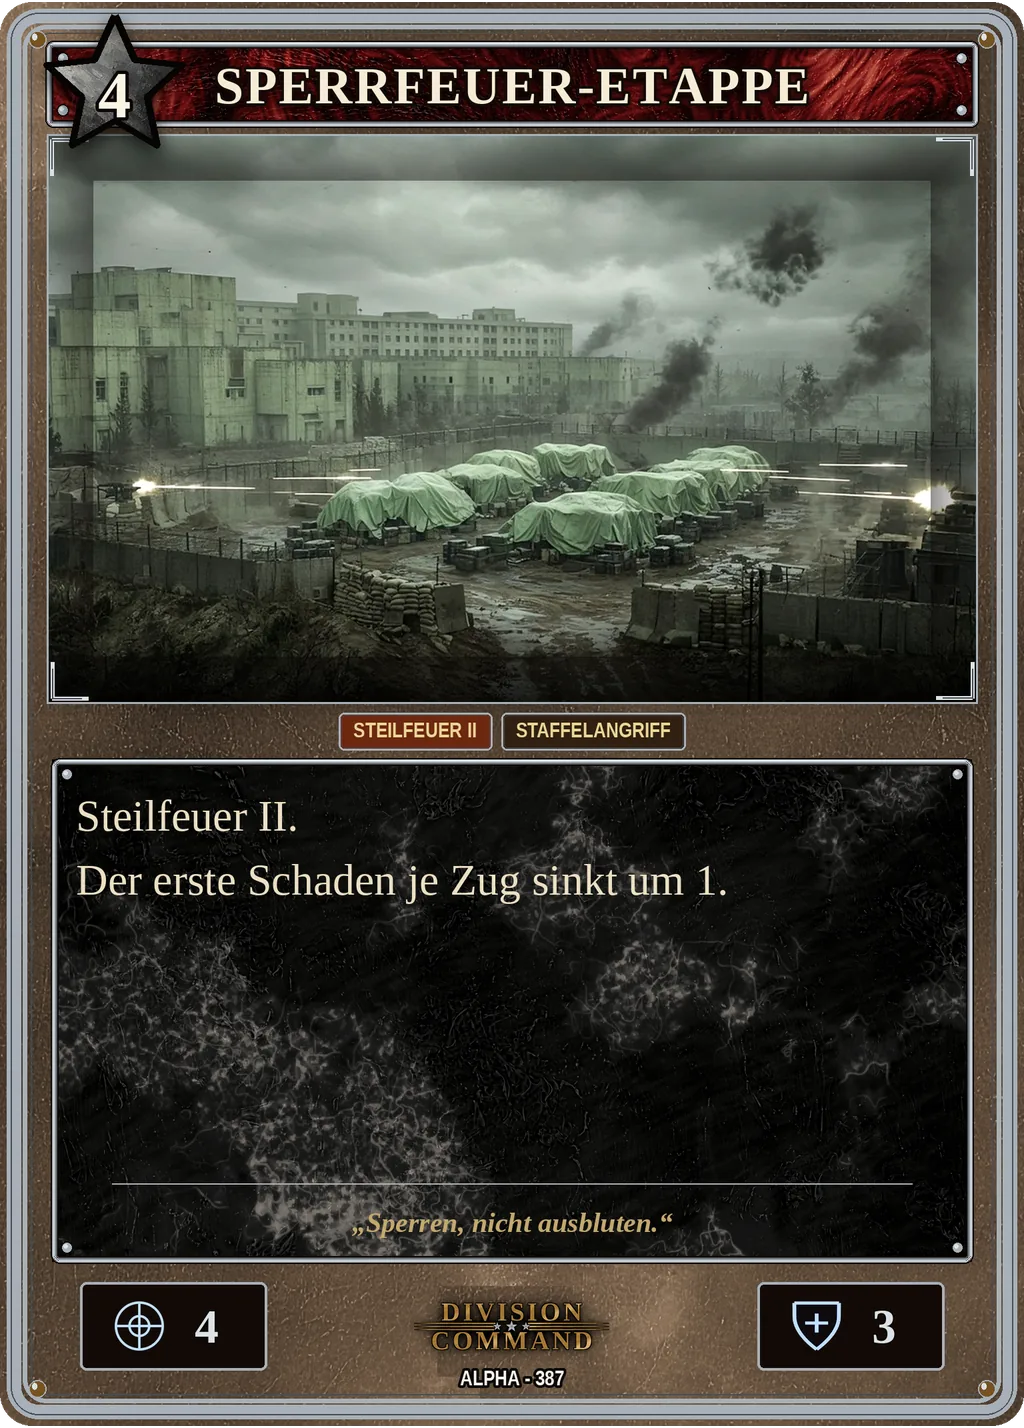 4
SPERRFEUER-ETAPPE
STEILFEUER II
STAFFELANGRIFF
Steilfeuer II.
Der erste Schaden je Zug sinkt um 1.
„Sperren, nicht ausbluten.“
4
DIVISION
COMMAND
3
ALPHA - 387